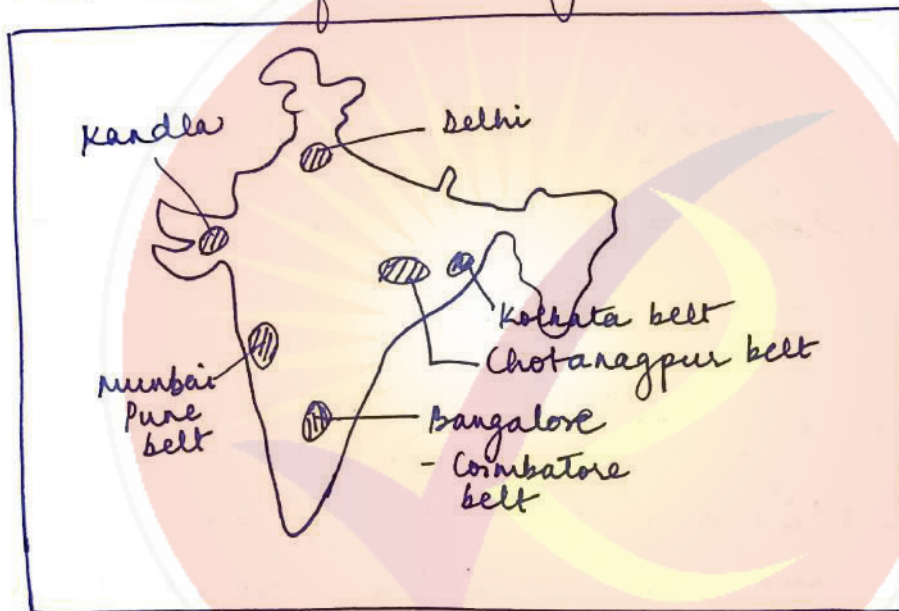 Kandla
Delhi
Kolkata belt
Chotanagpur belt
Mumbai
Pune
belt
Bangalore
- Coimbatore
belt